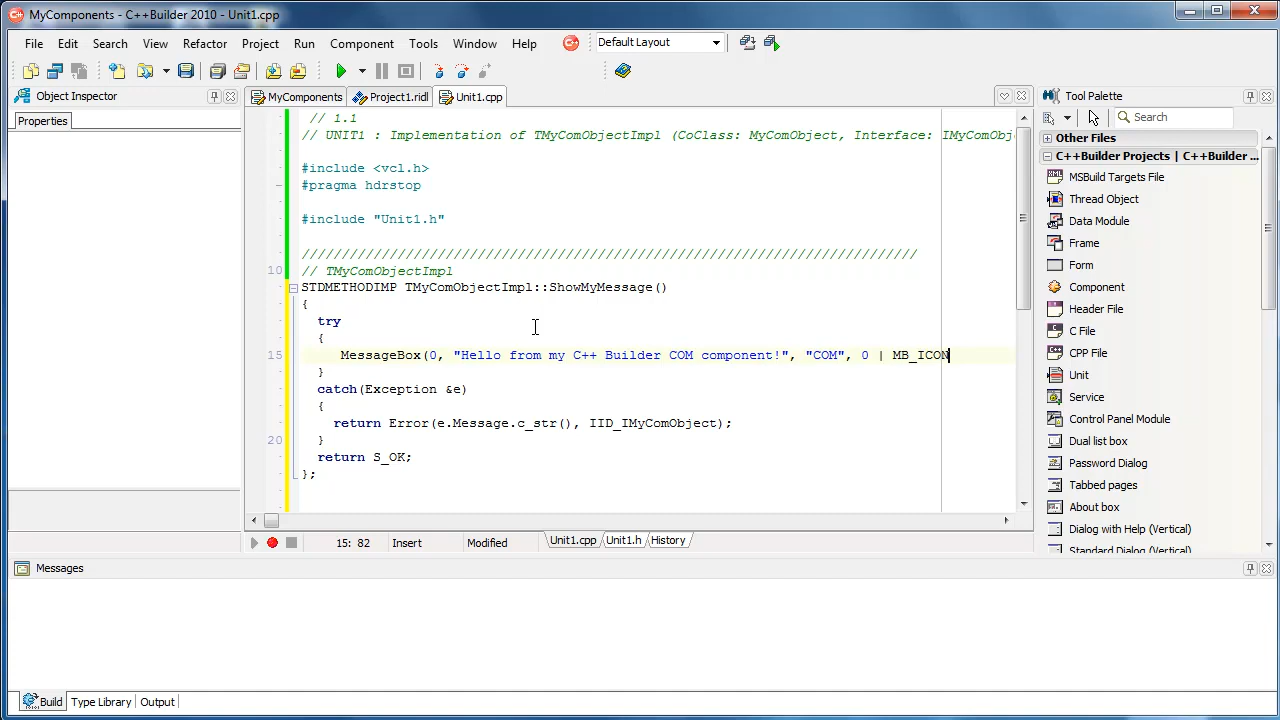 MyComponents - C++Builder 2010 - Unit1.cpp
File Edit Search View Refactor Project Run Component Tools Window Help Default Layout
Object Inspector
MyComponents Project1.ridl Unit1.cpp
Tool Palette
Properties
Search
// 1.1
// UNIT1 : Implementation of TMyComObjectImpl (CoClass: MyComObject, Interface: IMyComObj
#include <vcl.h>
#pragma hdrstop
#include "Unit1.h"
/////////////////////////////////////////////////////////////////////////////
10 // TMyComObjectImpl
STDMETHODIMP TMyComObjectImpl::ShowMyMessage()
{
try
{
15 MessageBox(0, "Hello from my C++ Builder COM component!", "COM", 0 | MB_ICON
}
catch(Exception &e)
{
return Error(e.Message.c_str(), IID_IMyComObject);
20 }
return S_OK;
};
Other Files
C++Builder Projects | C++Builder ...
MSBuild Targets File
Thread Object
Data Module
Frame
Form
Component
Header File
C File
CPP File
Unit
Service
Control Panel Module
Dual list box
Password Dialog
Tabbed pages
About box
Dialog with Help (Vertical)
Standard Dialog (Vertical)
15: 32 Insert Modified Unit1.cpp Unit1.h History
Messages
Build Type Library Output